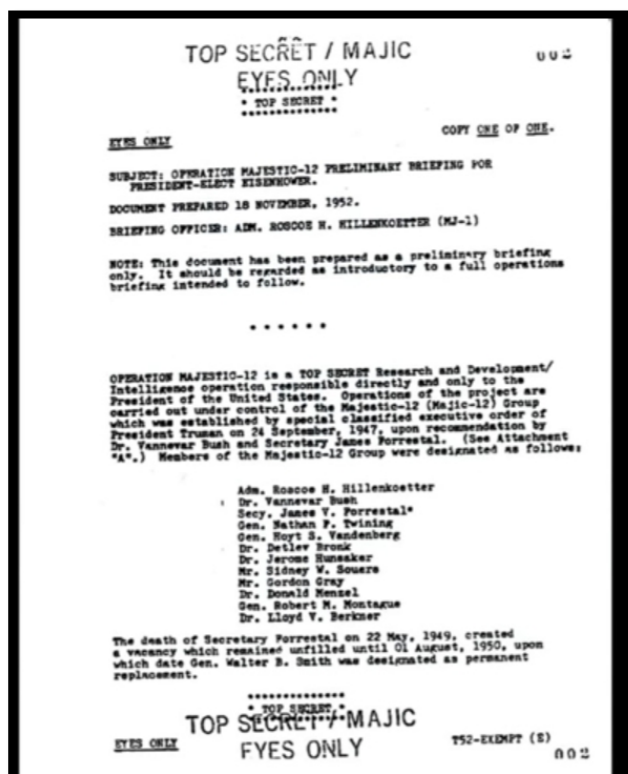 TOP SECRET / MAJIC
002
EYES ONLY
* TOP SECRET *
EYES ONLY
COPY ONE OF ONE.
SUBJECT: OPERATION MAJESTIC-12 PRELIMINARY BRIEFING FOR
PRESIDENT-ELECT EISENHOWER.
DOCUMENT PREPARED 18 NOVEMBER, 1952.
BRIEFING OFFICER: ADM. ROSCOE H. HILLENKOETTER (MJ-1)
NOTE: This document has been prepared as a preliminary briefing
only. It should be regarded as introductory to a full operations
briefing intended to follow.
* * * * * *
OPERATION MAJESTIC-12 is a TOP SECRET Research and Development/
Intelligence operation responsible directly and only to the
President of the United States. Operations of the project are
carried out under control of the Majestic-12 (Majic-12) Group
which was established by special classified executive order of
President Truman on 24 September, 1947, upon recommendation by
Dr. Vannevar Bush and Secretary James Forrestal. (See Attachment
"A".) Members of the Majestic-12 Group were designated as follows:
Adm. Roscoe H. Hillenkoetter
Dr. Vannevar Bush
Secy. James V. Forrestal*
Gen. Nathan F. Twining
Gen. Hoyt S. Vandenberg
Dr. Detlev Bronk
Dr. Jerome Hunsaker
Mr. Sidney W. Souers
Mr. Gordon Gray
Dr. Donald Menzel
Gen. Robert M. Montague
Dr. Lloyd V. Berkner
The death of Secretary Forrestal on 22 May, 1949, created
a vacancy which remained unfilled until 01 August, 1950, upon
which date Gen. Walter B. Smith was designated as permanent
replacement.
* TOP SECRET *
TOP SECRET / MAJIC
EYES ONLY
EYES ONLY
T52-EXEMPT (E)
002